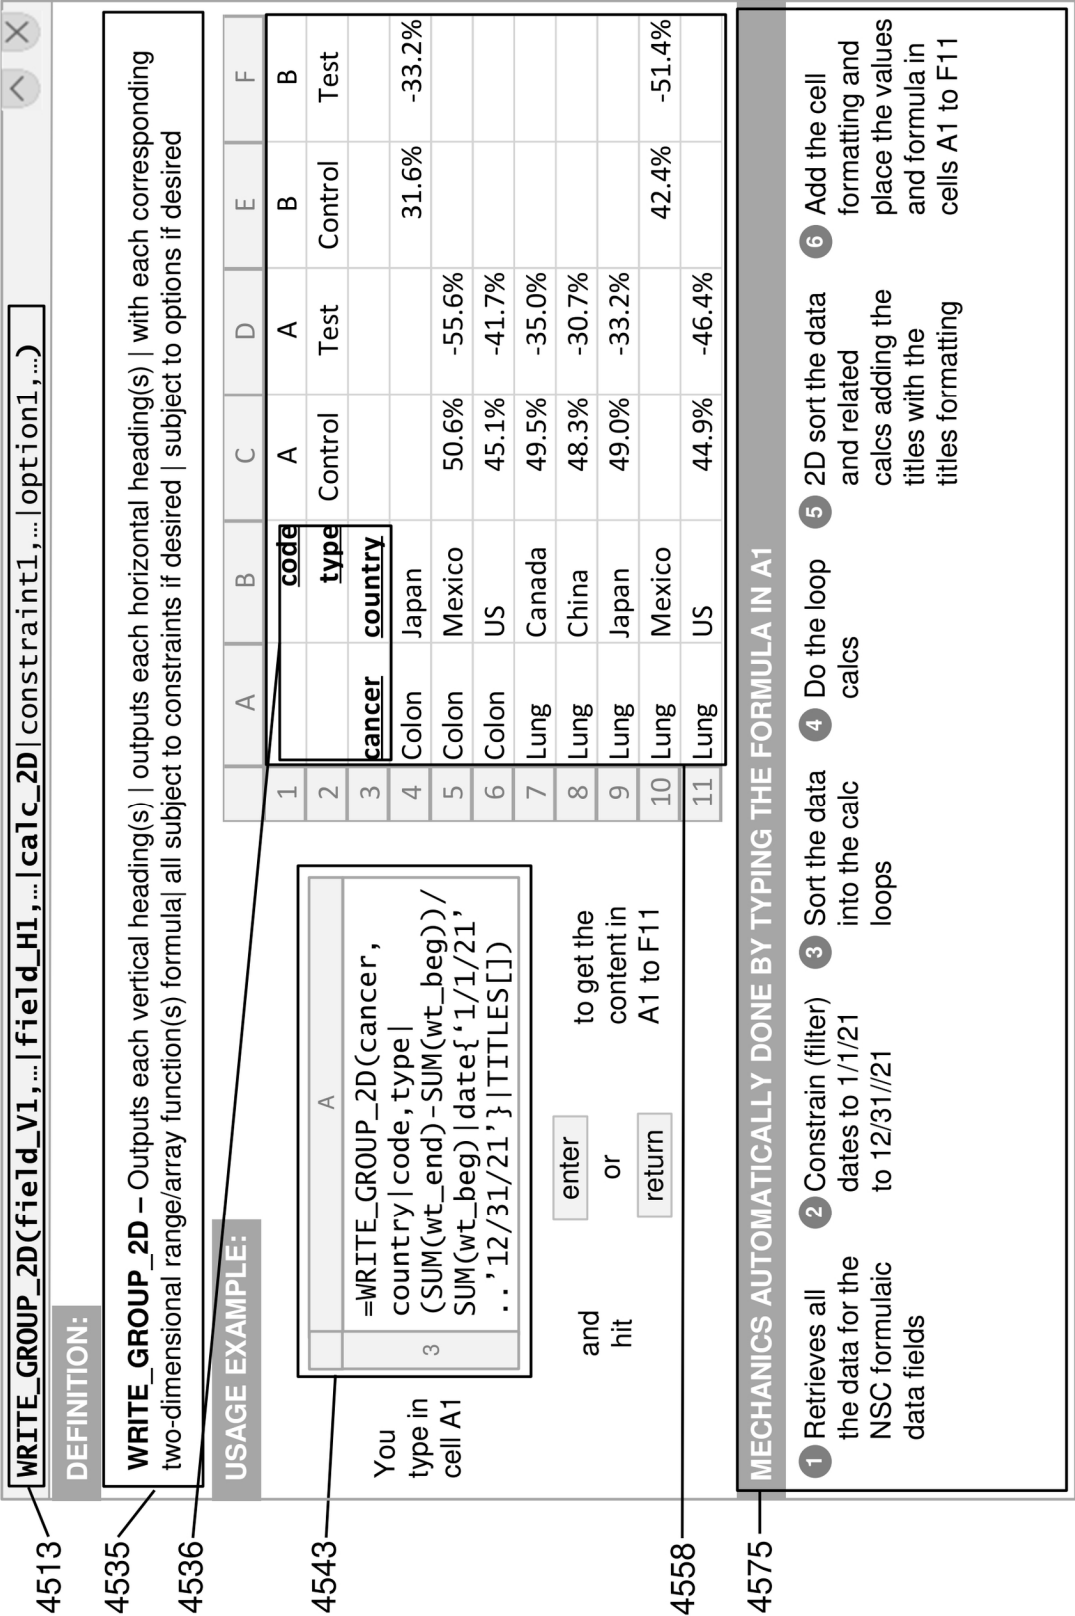 WRITE_GROUP_2D(field_V1,…|field_H1,…|calc_2D|constraint1,…|option1,…)
DEFINITION:
WRITE_GROUP_2D – Outputs each vertical heading(s) | outputs each horizontal heading(s) | with each corresponding
two-dimensional range/array function(s) formula| all subject to constraints if desired | subject to options if desired
USAGE EXAMPLE:
You
type in
cell A1
A
3
=WRITE_GROUP_2D(cancer,
country|code,type|
(SUM(wt_end)-SUM(wt_beg))/
SUM(wt_beg)|date{‘1/1/21’
..’12/31/21’}|TITLES[])
and
hit
enter
or
return
to get the
content in
A1 to F11
A B C D E F
1 code A A B B
2 type Control Test Control Test
3 cancer country
4 Colon Japan 31.6% -33.2%
5 Colon Mexico 50.6% -55.6%
6 Colon US 45.1% -41.7%
7 Lung Canada 49.5% -35.0%
8 Lung China 48.3% -30.7%
9 Lung Japan 49.0% -33.2%
10 Lung Mexico 42.4% -51.4%
11 Lung US 44.9% -46.4%
MECHANICS AUTOMATICALLY DONE BY TYPING THE FORMULA IN A1
1 Retrieves all
the data for the
NSC formulaic
data fields
2 Constrain (filter)
dates to 1/1/21
to 12/31//21
3 Sort the data
into the calc
loops
4 Do the loop
calcs
5 2D sort the data
and related
calcs adding the
titles with the
titles formatting
6 Add the cell
formatting and
place the values
and formula in
cells A1 to F11
4513
4535
4536
4543
4558
4575